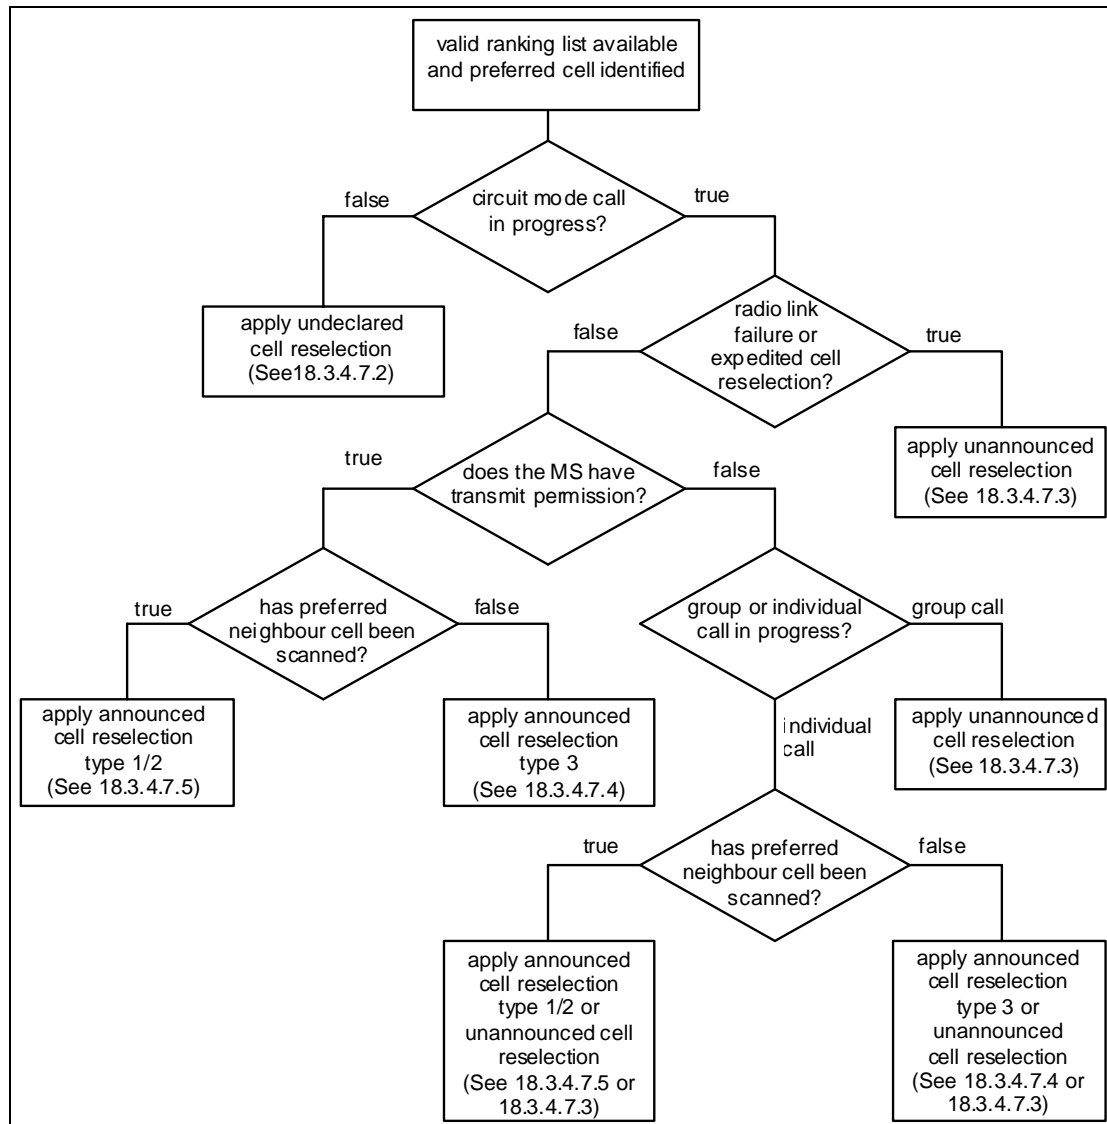 valid ranking list available
and preferred cell identified
false
circuit mode call
in progress?
true
apply undeclared
cell reselection
(See18.3.4.7.2)
false
radio link
failure or
expedited cell
reselection?
true
true
does the MS have
transmit permission?
false
apply unannounced
cell reselection
(See 18.3.4.7.3)
true
has preferred
neighbour cell been
scanned?
false
group or individual
call in progress?
group call
apply announced
cell reselection
type 1/2
(See 18.3.4.7.5)
apply announced
cell reselection
type 3
(See 18.3.4.7.4)
individual
call
apply unannounced
cell reselection
(See 18.3.4.7.3)
true
has preferred
neighbour cell been
scanned?
false
apply announced
cell reselection
type 1/2 or
unannounced cell
reselection
(See 18.3.4.7.5 or
18.3.4.7.3)
apply announced
cell reselection
type 3 or
unannounced
cell reselection
(See 18.3.4.7.4 or
18.3.4.7.3)